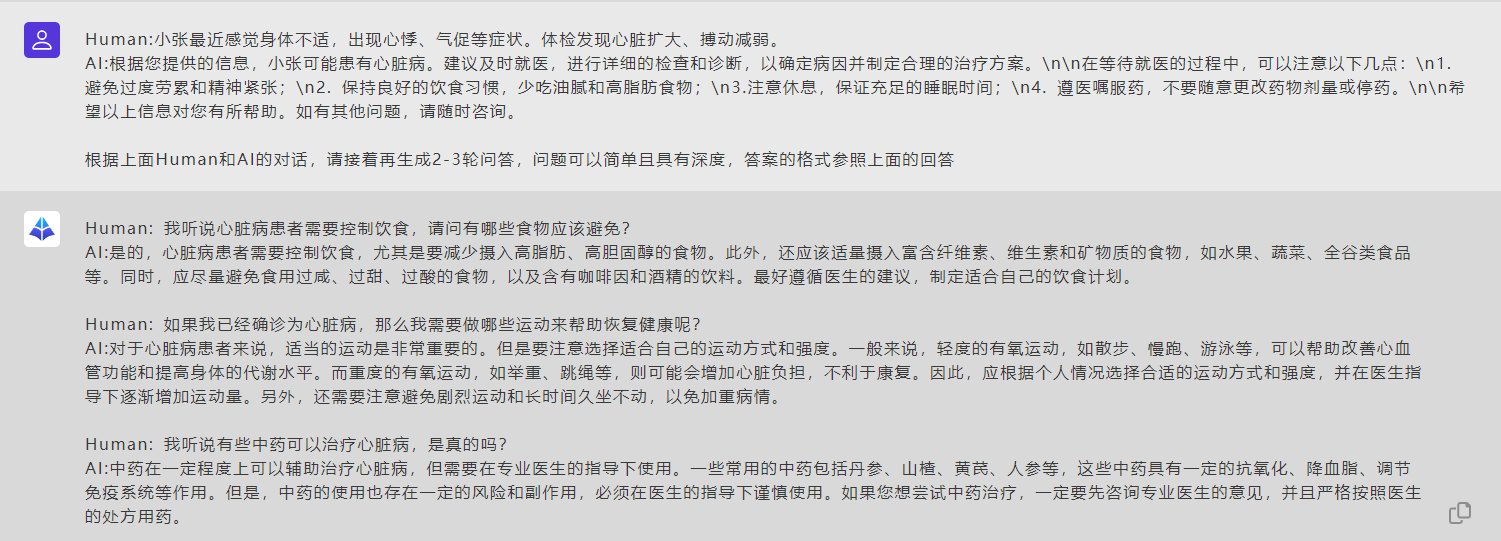 Human:小张最近感觉身体不适，出现心悸、气促等症状。体检发现心脏扩大、搏动减弱。
AI:根据您提供的信息，小张可能患有心脏病。建议及时就医，进行详细的检查和诊断，以确定病因并制定合理的治疗方案。\n\n在等待就医的过程中，可以注意以下几点：\n1.
避免过度劳累和精神紧张；\n2. 保持良好的饮食习惯，少吃油腻和高脂肪食物；\n3.注意休息，保证充足的睡眠时间；\n4. 遵医嘱服药，不要随意更改药物剂量或停药。\n\n希
望以上信息对您有所帮助。如有其他问题，请随时咨询。
根据上面Human和AI的对话，请接着再生成2-3轮问答，问题可以简单且具有深度，答案的格式参照上面的回答
Human: 我听说心脏病患者需要控制饮食，请问有哪些食物应该避免？
AI:是的，心脏病患者需要控制饮食，尤其是要减少摄入高脂肪、高胆固醇的食物。此外，还应该适量摄入富含纤维素、维生素和矿物质的食物，如水果、蔬菜、全谷类食品
等。同时，应尽量避免食用过咸、过甜、过酸的食物，以及含有咖啡因和酒精的饮料。最好遵循医生的建议，制定适合自己的饮食计划。
Human: 如果我已经确诊为心脏病，那么我需要做哪些运动来帮助恢复健康呢？
AI:对于心脏病患者来说，适当的运动是非常重要的。但是要注意选择适合自己的运动方式和强度。一般来说，轻度的有氧运动，如散步、慢跑、游泳等，可以帮助改善心血
管功能和提高身体的代谢水平。而重度的有氧运动，如举重、跳绳等，则可能会增加心脏负担，不利于康复。因此，应根据个人情况选择合适的运动方式和强度，并在医生指
导下逐渐增加运动量。另外，还需要注意避免剧烈运动和长时间久坐不动，以免加重病情。
Human: 我听说有些中药可以治疗心脏病，是真的吗？
AI:中药在一定程度上可以辅助治疗心脏病，但需要在专业医生的指导下使用。一些常用的中药包括丹参、山楂、黄芪、人参等，这些中药具有一定的抗氧化、降血脂、调节
免疫系统等作用。但是，中药的使用也存在一定的风险和副作用，必须在医生的指导下谨慎使用。如果您想尝试中药治疗，一定要先咨询专业医生的意见，并且严格按照医生
的处方用药。